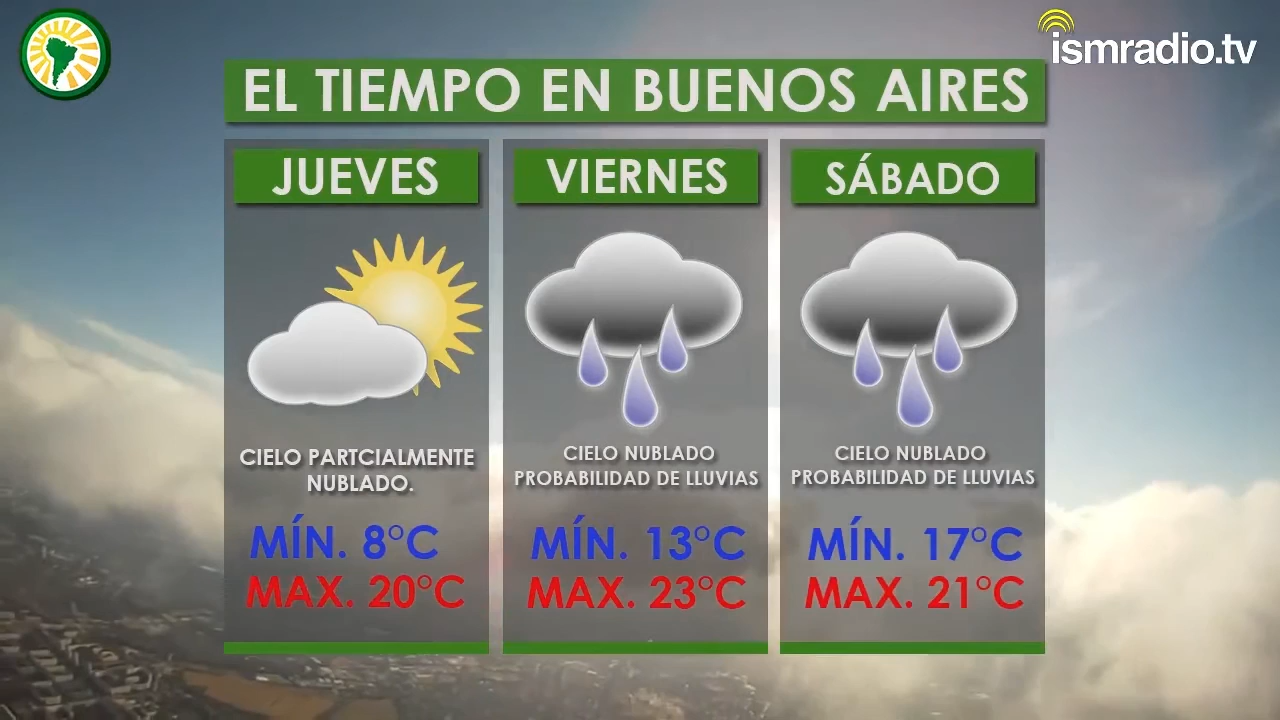 ismradio.tv
EL TIEMPO EN BUENOS AIRES
JUEVES
CIELO PARTCIALMENTE
NUBLADO.
MÍN. 8°C
MAX. 20°C
VIERNES
CIELO NUBLADO
PROBABILIDAD DE LLUVIAS
MÍN. 13°C
MAX. 23°C
SÁBADO
CIELO NUBLADO
PROBABILIDAD DE LLUVIAS
MÍN. 17°C
MAX. 21°C